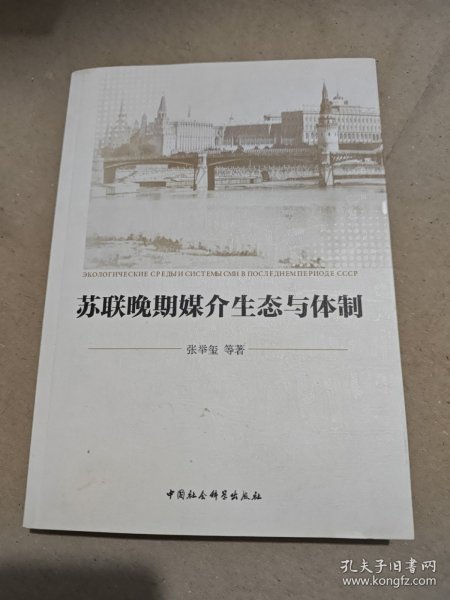 ЭКОЛОГИЧЕСКИЕ СРЕДЫ И СИСТЕМЫ СМИ В ПОСЛЕДНЕМ ПЕРИОДЕ СССР
苏联晚期媒介生态与体制
张举玺 等著
中国社会科学出版社
孔夫子旧书网
www.kongfz.com